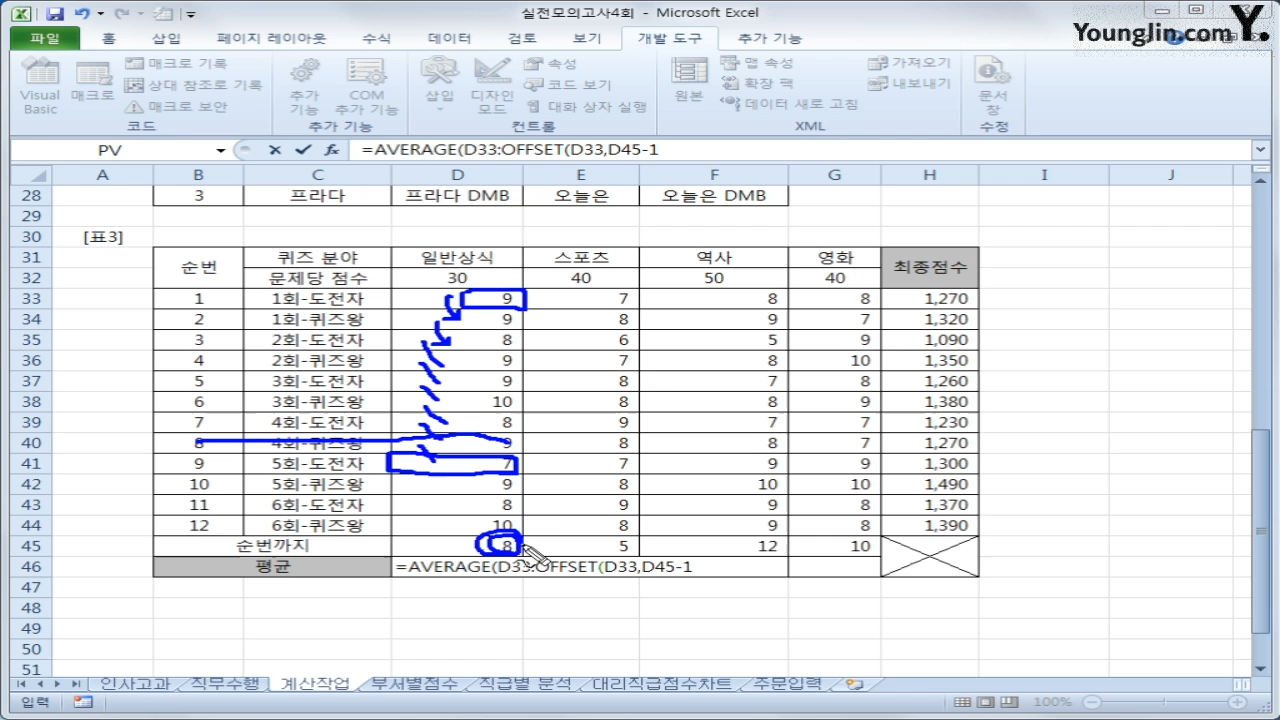 실전모의고사4회 - Microsoft Excel
Y.
YoungJin.com
파일 홈 삽입 페이지 레이아웃 수식 데이터 검토 보기 개발 도구 추가 기능
Visual Basic
매크로
매크로 기록
상대 참조로 기록
매크로 보안
코드
추가 기능
COM 추가 기능
추가 기능
삽입
디자인 모드
속성
코드 보기
대화 생자 실행
컨트롤
원본
맵 속성
확장 팩
데이터 새로 고침
가져오기
내보내기
XML
문서 창
수정
PV =AVERAGE(D33:OFFSET(D33,D45-1
A B C D E F G H I J
28 3 프라다 프라다 DMB 오늘은 오늘은 DMB
29
30 [표3]
31 순번 퀴즈 분야 일반상식 스포츠 역사 영화 최종점수
32 문제당 점수 30 40 50 40
33 1 1회-도전자 9 7 8 8 1,270
34 2 1회-퀴즈왕 9 8 9 7 1,320
35 3 2회-도전자 8 6 5 9 1,090
36 4 2회-퀴즈왕 9 7 8 10 1,350
37 5 3회-도전자 9 8 7 8 1,260
38 6 3회-퀴즈왕 10 8 8 9 1,380
39 7 4회-도전자 8 9 7 7 1,230
40 8 4회-퀴즈왕 9 8 8 7 1,270
41 9 5회-도전자 7 7 9 9 1,300
42 10 5회-퀴즈왕 9 8 10 10 1,490
43 11 6회-도전자 8 9 9 8 1,370
44 12 6회-퀴즈왕 10 8 9 8 1,390
45 순번까지 8 5 12 10
46 평균 =AVERAGE(D33:OFFSET(D33,D45-1
47
48
49
50
51
인사고과 직무수행 계산작업 부서별점수 직급별 분석 대리직급점수차트 주문입력
입력 100%